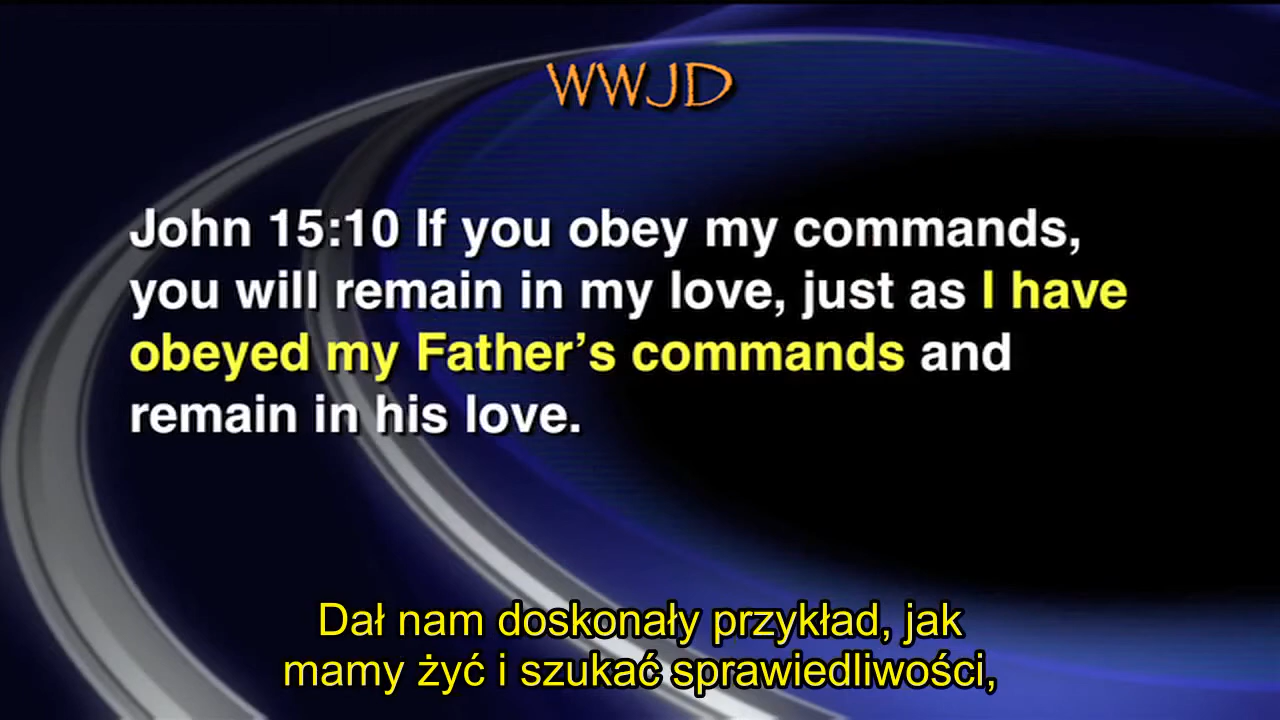 WWJD
John 15:10 If you obey my commands,
you will remain in my love, just as I have
obeyed my Father’s commands and
remain in his love.
Dał nam doskonały przykład, jak
mamy żyć i szukać sprawiedliwości,